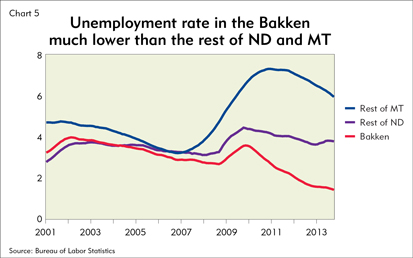 Chart 5
Unemployment rate in the Bakken
much lower than the rest of ND and MT
8
6
4
2
0
2001 2003 2005 2007 2009 2011 2013
Rest of MT
Rest of ND
Bakken
Source: Bureau of Labor Statistics